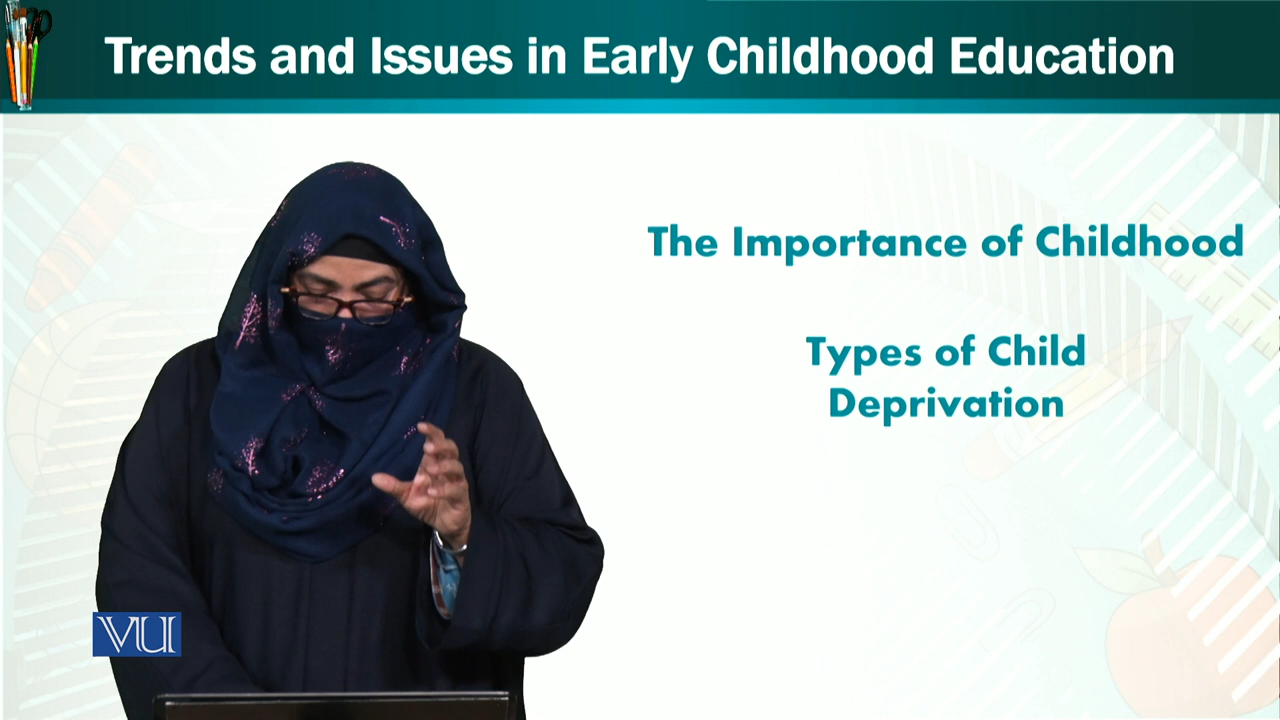 Trends and Issues in Early Childhood Education
The Importance of Childhood
Types of Child
Deprivation
VU